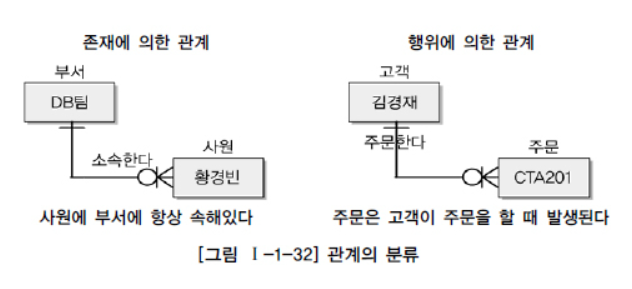 존재에 의한 관계
부서
DB팀
소속한다
사원
황경빈
사원에 부서에 항상 속해있다
행위에 의한 관계
고객
김경재
주문한다
주문
CTA201
주문은 고객이 주문을 할 때 발생된다
[그림 Ⅰ-1-32] 관계의 분류